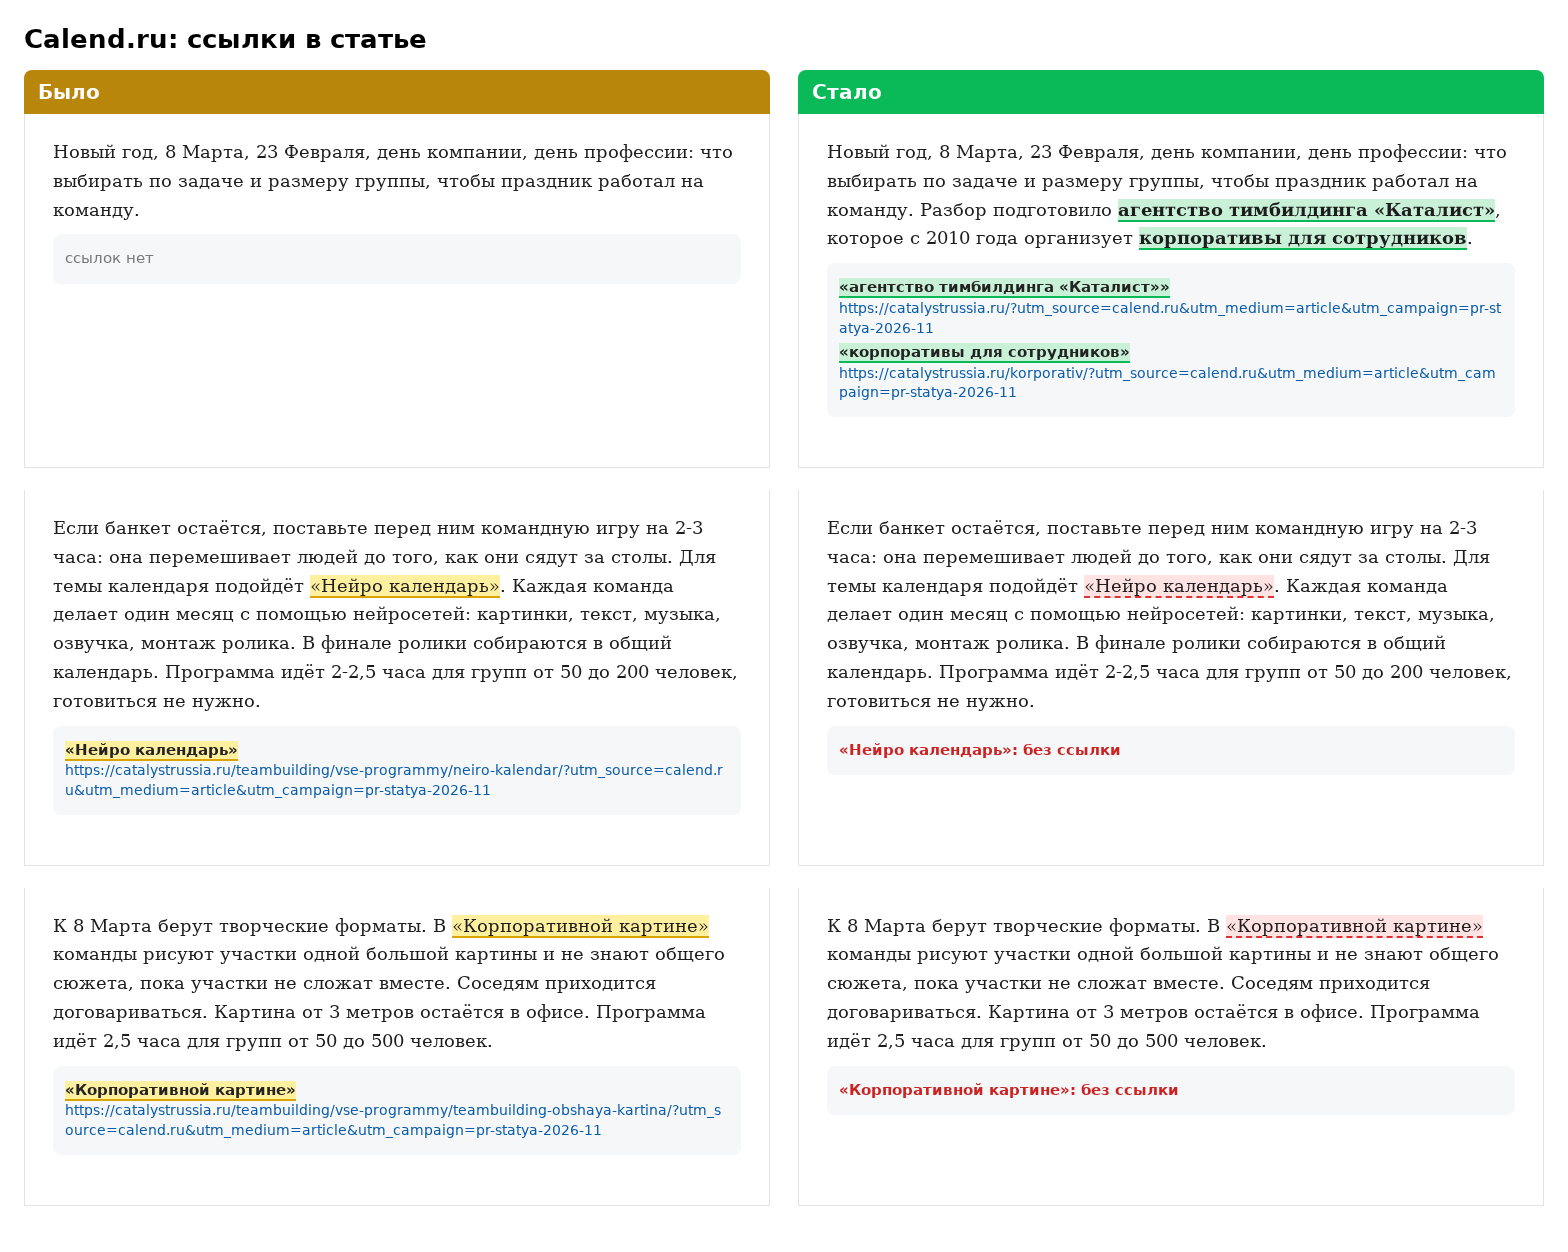 Calend.ru: ссылки в статье
Было
Новый год, 8 Марта, 23 Февраля, день компании, день профессии: что
выбирать по задаче и размеру группы, чтобы праздник работал на
команду.
ссылок нет
Стало
Новый год, 8 Марта, 23 Февраля, день компании, день профессии: что
выбирать по задаче и размеру группы, чтобы праздник работал на
команду. Разбор подготовило агентство тимбилдинга «Каталист»,
которое с 2010 года организует корпоративы для сотрудников.
«агентство тимбилдинга «Каталист»»
https://catalystrussia.ru/?utm_source=calend.ru&utm_medium=article&utm_campaign=pr-st
atya-2026-11
«корпоративы для сотрудников»
https://catalystrussia.ru/korporativ/?utm_source=calend.ru&utm_medium=article&utm_cam
paign=pr-statya-2026-11
Если банкет остаётся, поставьте перед ним командную игру на 2-3
часа: она перемешивает людей до того, как они сядут за столы. Для
темы календаря подойдёт «Нейро календарь». Каждая команда
делает один месяц с помощью нейросетей: картинки, текст, музыка,
озвучка, монтаж ролика. В финале ролики собираются в общий
календарь. Программа идёт 2-2,5 часа для групп от 50 до 200 человек,
готовиться не нужно.
«Нейро календарь»
https://catalystrussia.ru/teambuilding/vse-programmy/neiro-kalendar/?utm_source=calend.r
u&utm_medium=article&utm_campaign=pr-statya-2026-11
Если банкет остаётся, поставьте перед ним командную игру на 2-3
часа: она перемешивает людей до того, как они сядут за столы. Для
темы календаря подойдёт «Нейро календарь». Каждая команда
делает один месяц с помощью нейросетей: картинки, текст, музыка,
озвучка, монтаж ролика. В финале ролики собираются в общий
календарь. Программа идёт 2-2,5 часа для групп от 50 до 200 человек,
готовиться не нужно.
«Нейро календарь»: без ссылки
К 8 Марта берут творческие форматы. В «Корпоративной картине»
команды рисуют участки одной большой картины и не знают общего
сюжета, пока участки не сложат вместе. Соседям приходится
договариваться. Картина от 3 метров остаётся в офисе. Программа
идёт 2,5 часа для групп от 50 до 500 человек.
«Корпоративной картине»
https://catalystrussia.ru/teambuilding/vse-programmy/teambuilding-obshaya-kartina/?utm_s
ource=calend.ru&utm_medium=article&utm_campaign=pr-statya-2026-11
К 8 Марта берут творческие форматы. В «Корпоративной картине»
команды рисуют участки одной большой картины и не знают общего
сюжета, пока участки не сложат вместе. Соседям приходится
договариваться. Картина от 3 метров остаётся в офисе. Программа
идёт 2,5 часа для групп от 50 до 500 человек.
«Корпоративной картине»: без ссылки